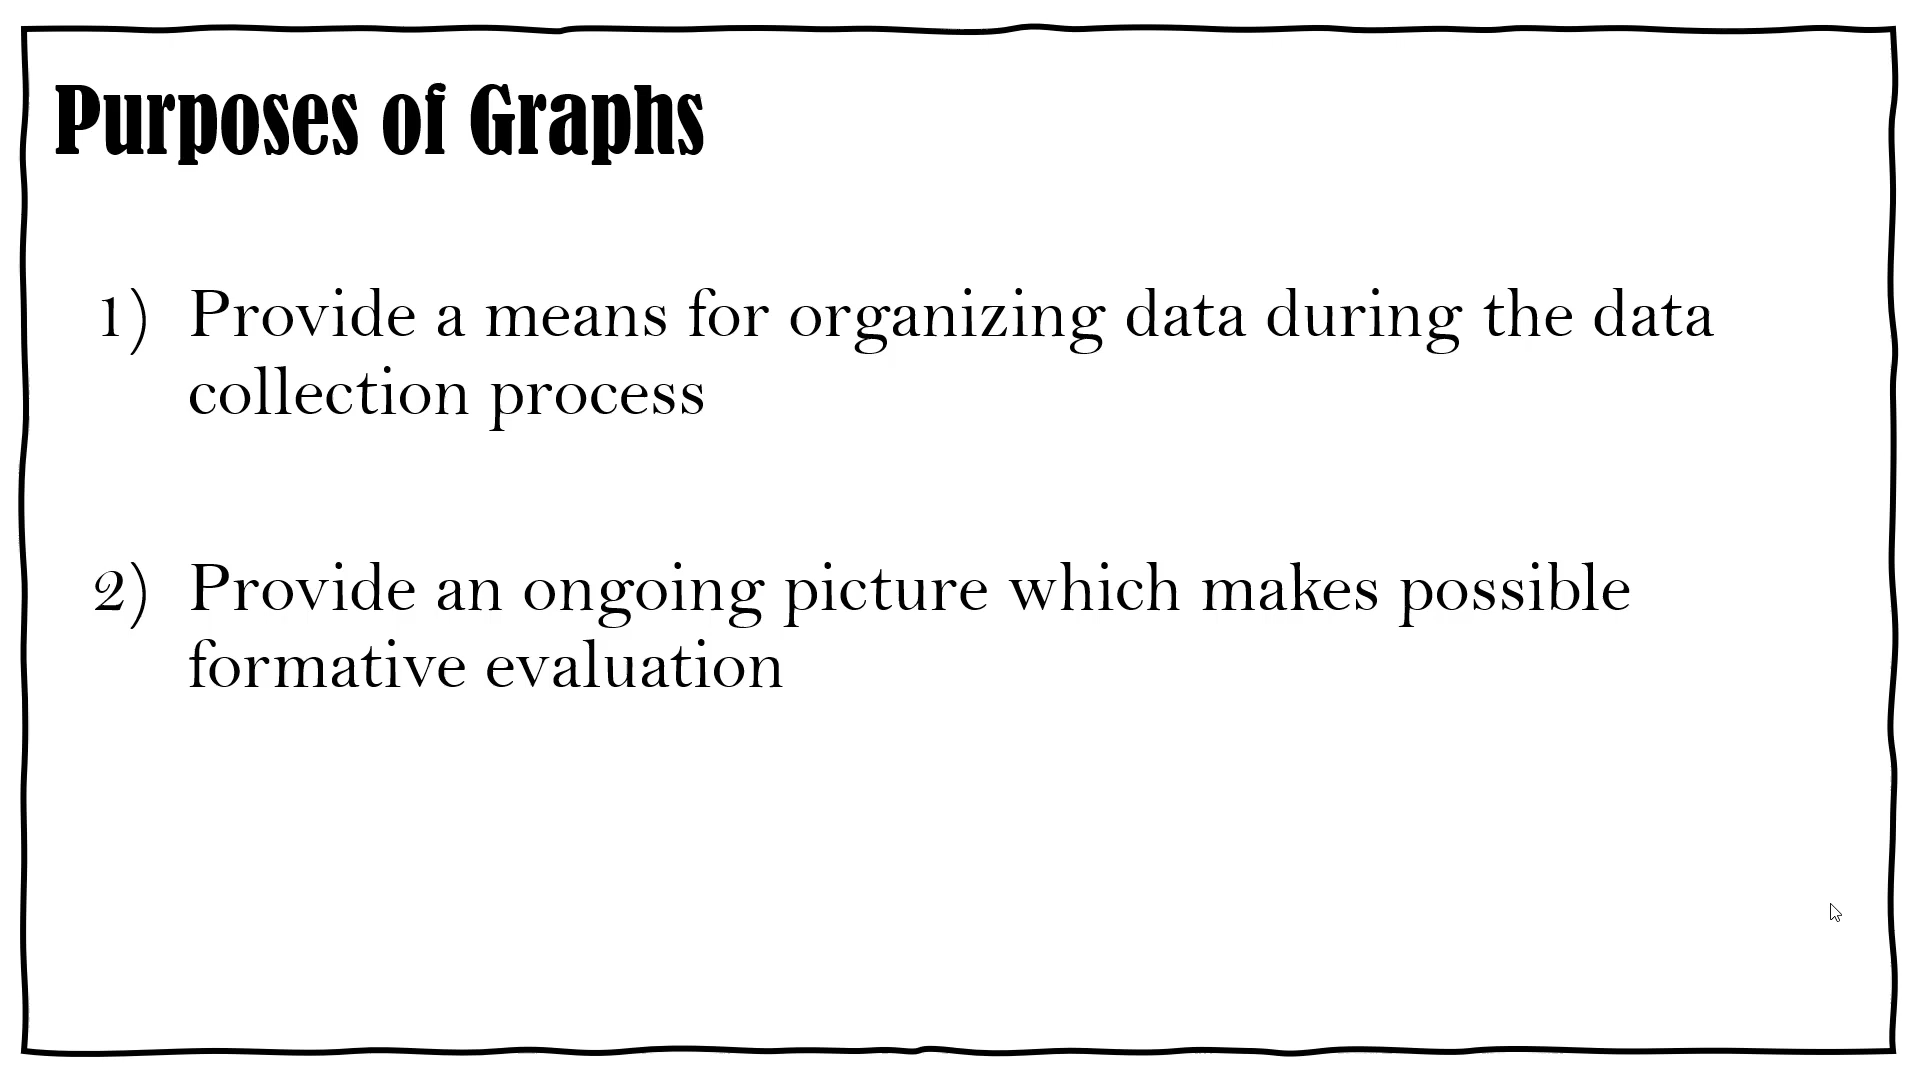 Purposes of Graphs
1) Provide a means for organizing data during the data
collection process
2) Provide an ongoing picture which makes possible
formative evaluation